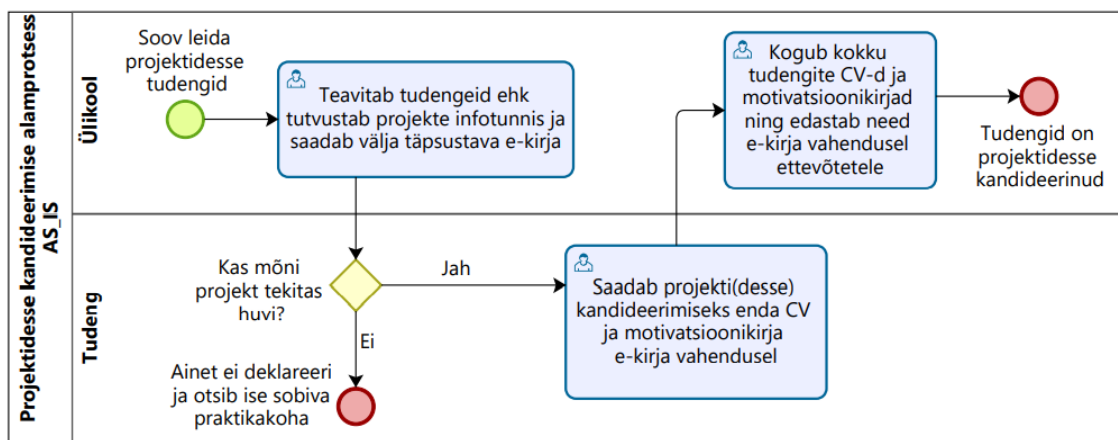 Projektidesse kandideerimise alamprotsess
AS_IS
Ülikool
Soov leida
projektidesse
tudengid
Teavitab tudengeid ehk
tutvustab projekte infotunnis ja
saadab välja täpsustava e-kirja
Kogub kokku
tudengite CV-d ja
motivatsioonikirjad
ning edastab need
e-kirja vahendusel
ettevõtetele
Tudengid on
projektidesse
kandideerinud
Tudeng
Kas mõni
projekt tekitas
huvi?
Jah
Ei
Ainet ei deklareeri
ja otsib ise sobiva
praktikakoha
Saadab projekti(desse)
kandideerimiseks enda CV
ja motivatsioonikirja
e-kirja vahendusel